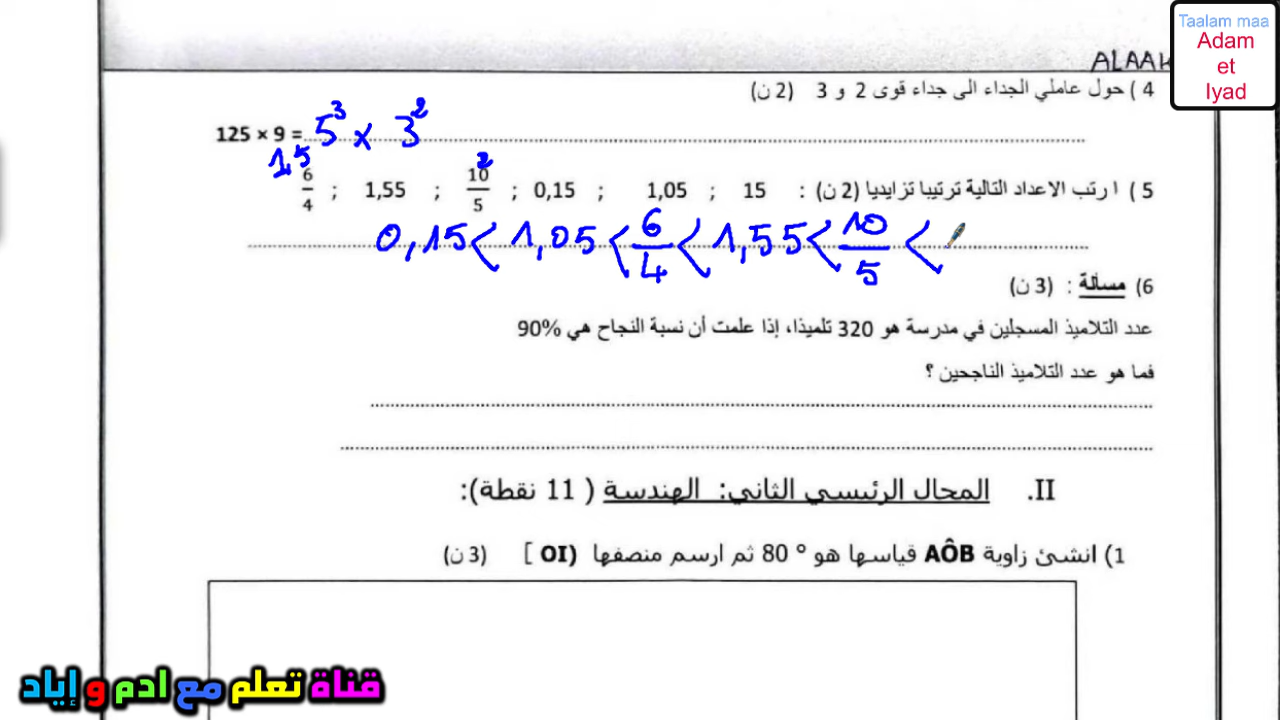 Taalam maa
Adam
et
Iyad
4 ) حول عاملي الجداء الى جداء قوى 2 و 3 (2 ن)
125 × 9 = 5³ × 3²
1,5 2
5 ) ا رتب الاعداد التالية ترتيبا تزايديا (2 ن) : 15 ; 1,05 ; 0,15 ; 10/5 ; 1,55 ; 6/4
0,15 < 1,05 < 6/4 < 1,55 < 10/5 <
6) مسألة : (3 ن)
عدد التلاميذ المسجلين في مدرسة هو 320 تلميذا، إذا علمت أن نسبة النجاح هي 90%
فما هو عدد التلاميذ الناجحين ؟
II. المجال الرئيسي الثاني: الهندسة ( 11 نقطة):
1) انشئ زاوية AÔB قياسها هو 80 ° ثم ارسم منصفها [ OI) (3 ن)
قناة تعلم مع ادم و إياد